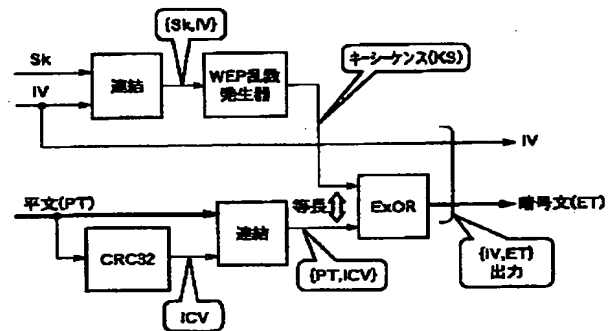 {Sk,IV}
Sk
IV
連結
WEP乱数
発生器
キーシーケンス(KS)
IV
平文(PT)
等長
ExOR
暗号文(ET)
連結
CRC32
{PT,ICV}
{IV,ET}
出力
ICV